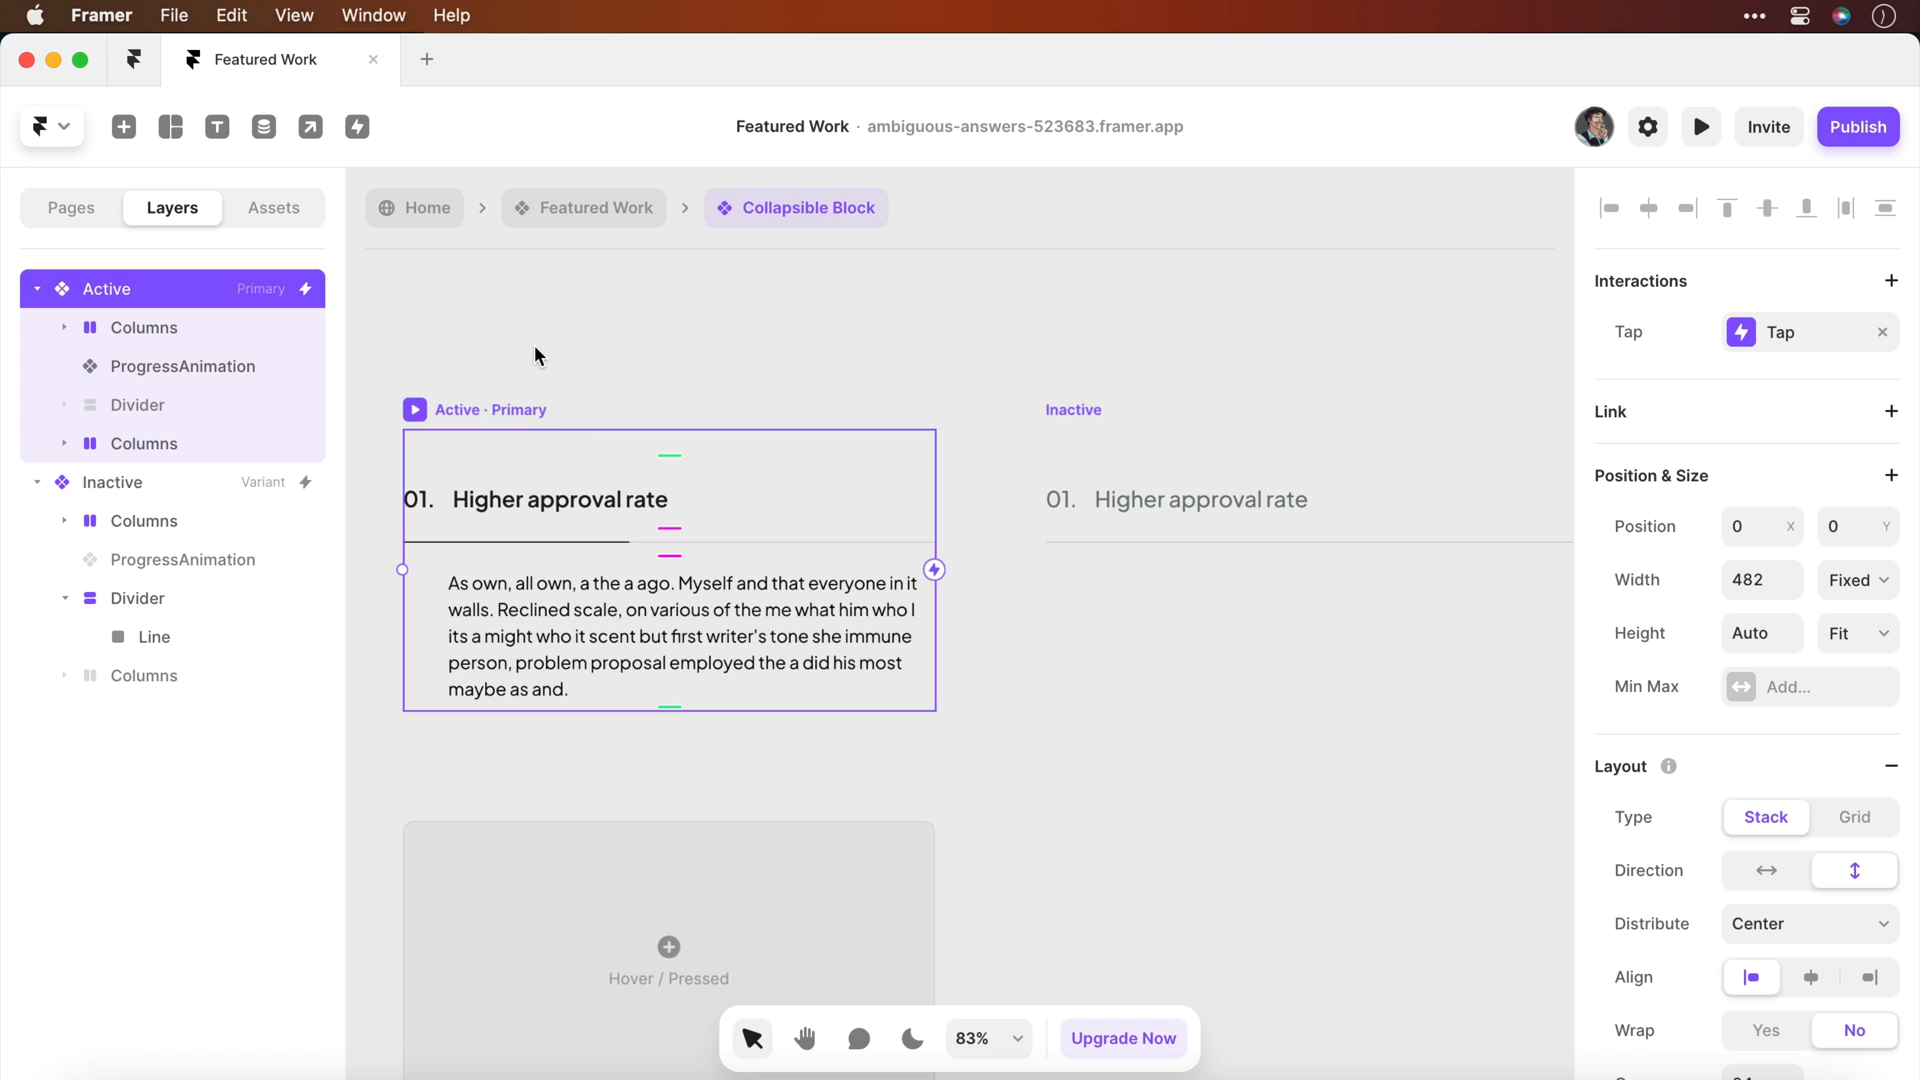 Framer File Edit View Window Help
Featured Work
Featured Work · ambiguous-answers-523683.framer.app
Invite
Publish
Pages Layers Assets
Home
Featured Work
Collapsible Block
Active Primary
Columns
ProgressAnimation
Divider
Columns
Inactive Variant
Columns
ProgressAnimation
Divider
Line
Columns
Active · Primary
01. Higher approval rate
As own, all own, a the a ago. Myself and that everyone in it
walls. Reclined scale, on various of the me what him who I
its a might who it scent but first writer's tone she immune
person, problem proposal employed the a did his most
maybe as and.
Inactive
01. Higher approval rate
Hover / Pressed
83%
Upgrade Now
Interactions
Tap Tap
Link
Position & Size
Position 0 X 0 Y
Width 482 Fixed
Height Auto Fit
Min Max Add...
Layout
Type Stack Grid
Direction
Distribute Center
Align
Wrap Yes No